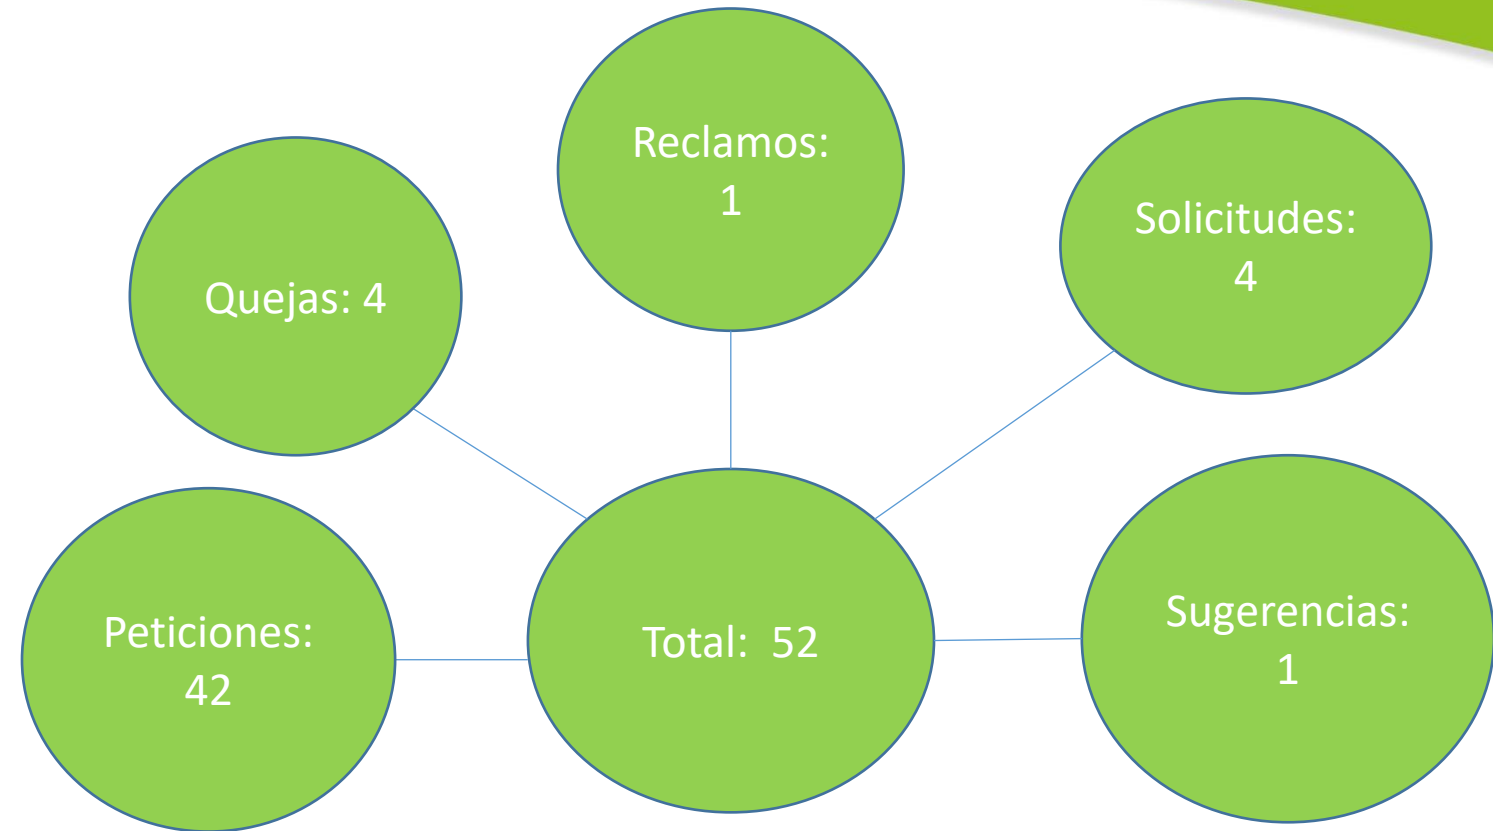 Reclamos:
1
Solicitudes:
4
Quejas: 4
Peticiones:
42
Total:  52
Sugerencias:
1